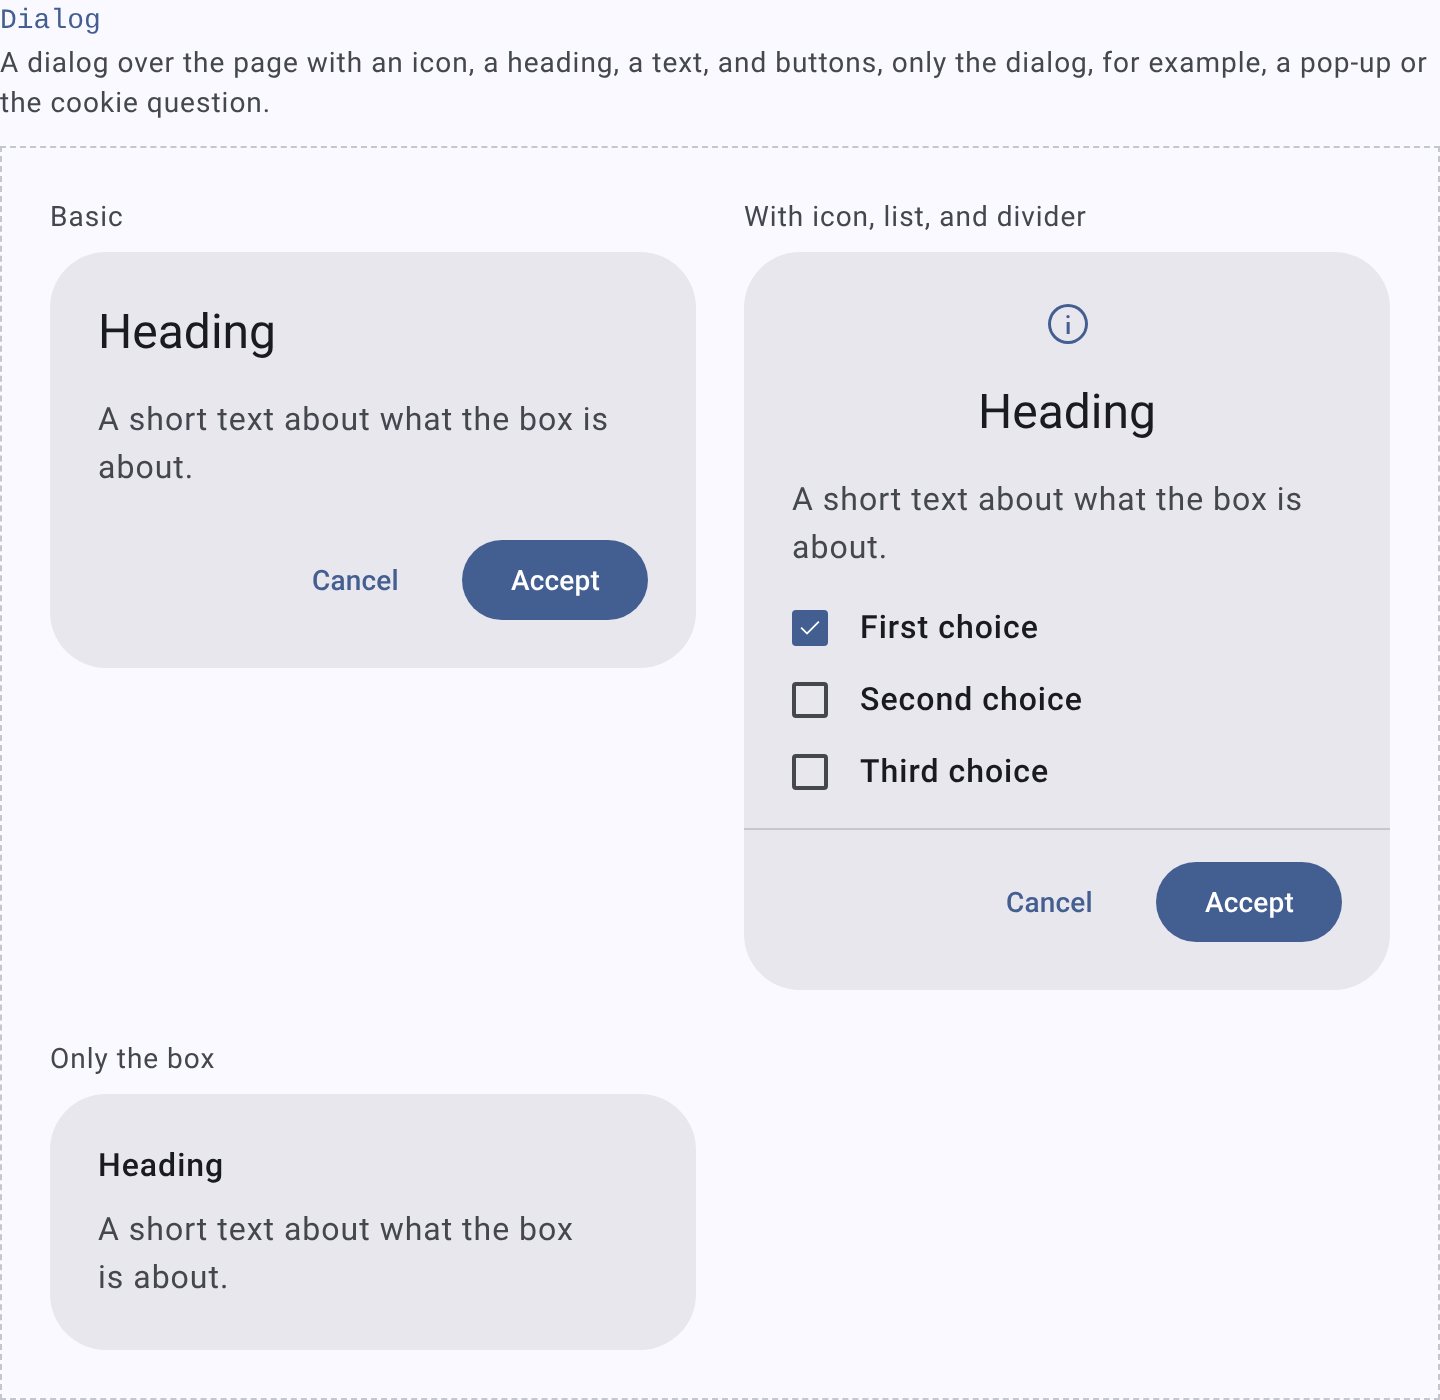 Dialog
A dialog over the page with an icon, a heading, a text, and buttons, only the dialog, for example, a pop-up or
the cookie question.
Basic
Heading
A short text about what the box is
about.
Cancel
Accept
With icon, list, and divider
Heading
A short text about what the box is
about.
First choice
Second choice
Third choice
Cancel
Accept
Only the box
Heading
A short text about what the box
is about.